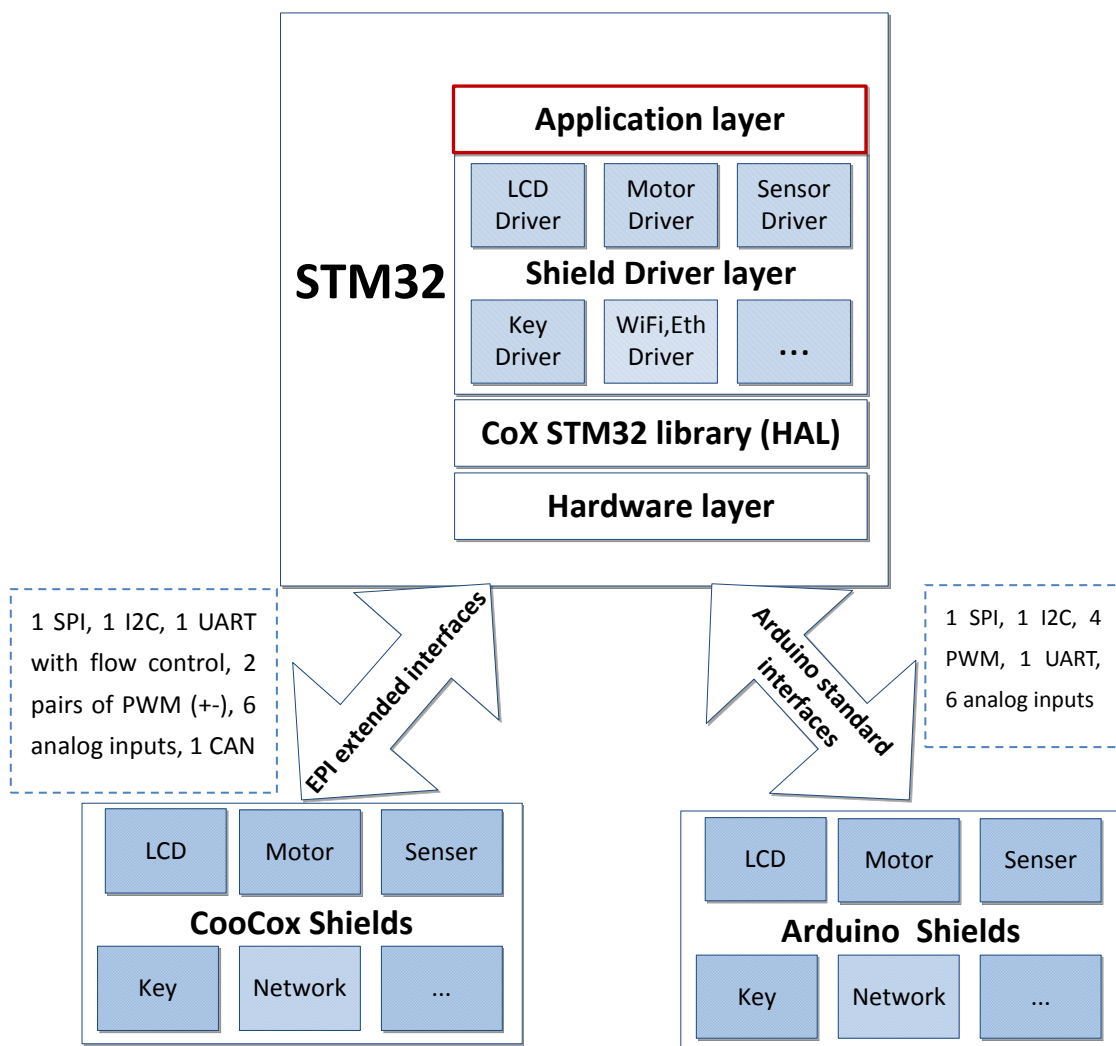 Application layer
LCD
Driver
Motor
Driver
Sensor
Driver
STM32
Shield Driver layer
Key
Driver
WiFi,Eth
Driver
...
CoX STM32 library (HAL)
Hardware layer
1 SPI, 1 I2C, 1 UART
with flow control, 2
pairs of PWM (+-), 6
analog inputs, 1 CAN
EPI extended interfaces
Arduino standard
interfaces
1 SPI, 1 I2C, 4
PWM, 1 UART,
6 analog inputs
LCD
Motor
Senser
CooCox Shields
Key
Network
...
LCD
Motor
Senser
Arduino  Shields
Key
Network
...